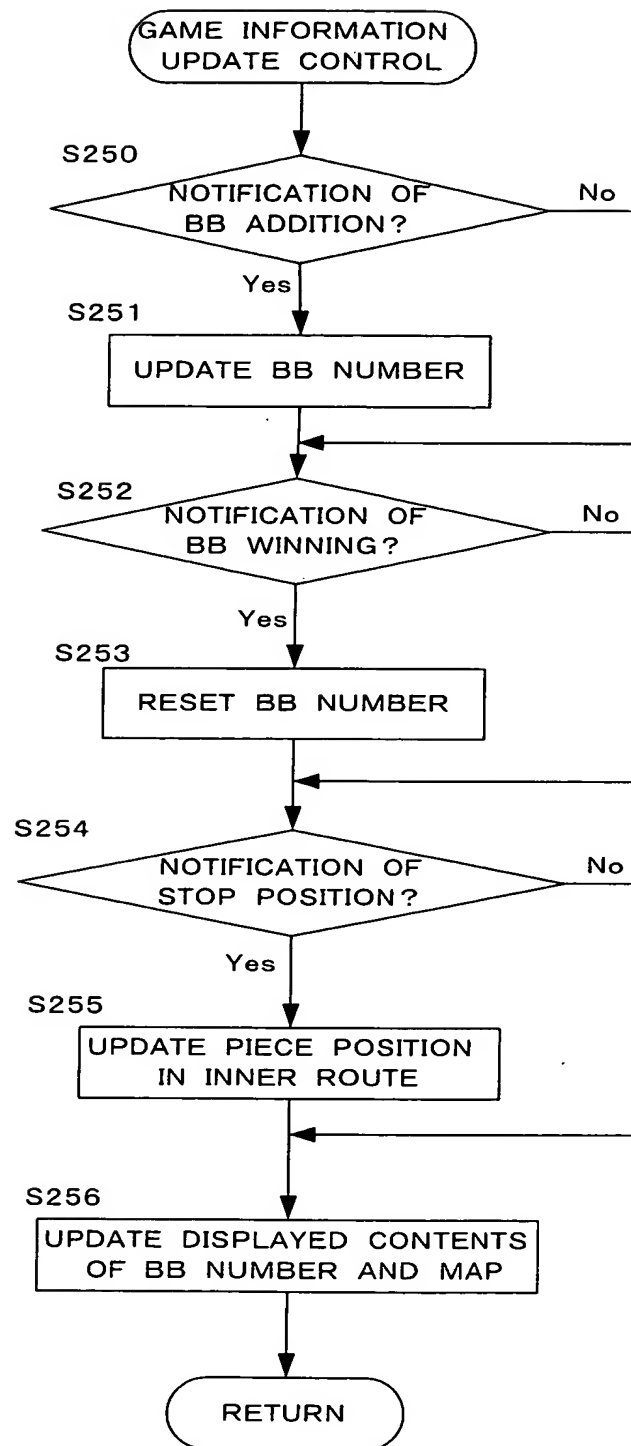 GAME INFORMATION
UPDATE CONTROL
S250
NOTIFICATION OF
BB ADDITION?
No
Yes
S251
UPDATE BB NUMBER
S252
NOTIFICATION OF
BB WINNING?
No
Yes
S253
RESET BB NUMBER
S254
NOTIFICATION OF
STOP POSITION?
No
Yes
S255
UPDATE PIECE POSITION
IN INNER ROUTE
S256
UPDATE DISPLAYED CONTENTS
OF BB NUMBER AND MAP
RETURN